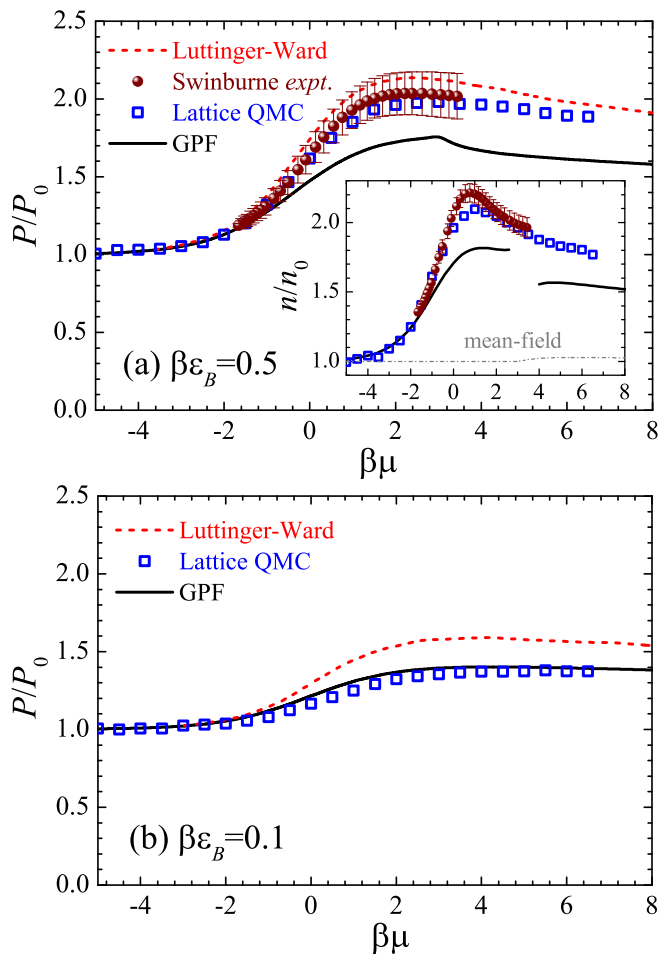 2.5
2.0
1.5
1.0
0.5
0.0
P/P₀
Luttinger-Ward
Swinburne expt.
Lattice QMC
GPF
n/n₀
2.0
1.5
1.0
mean-field
-4 -2 0 2 4 6 8
(a) βε_B=0.5
-4 -2 0 2 4 6 8
βμ
2.5
2.0
1.5
1.0
0.5
0.0
P/P₀
Luttinger-Ward
Lattice QMC
GPF
(b) βε_B=0.1
-4 -2 0 2 4 6 8
βμ